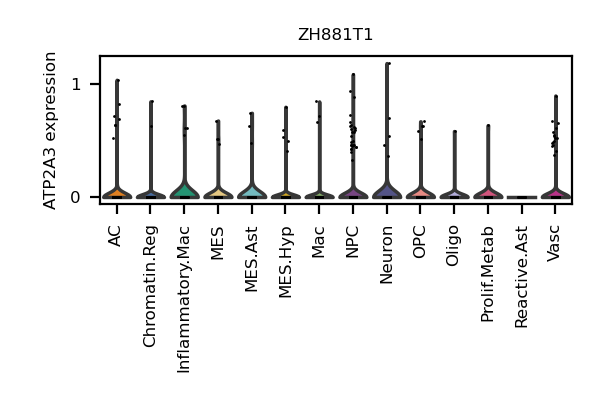 ZH881T1
ATP2A3 expression
1
0
AC
Chromatin.Reg
Inflammatory.Mac
MES
MES.Ast
MES.Hyp
Mac
NPC
Neuron
OPC
Oligo
Prolif.Metab
Reactive.Ast
Vasc